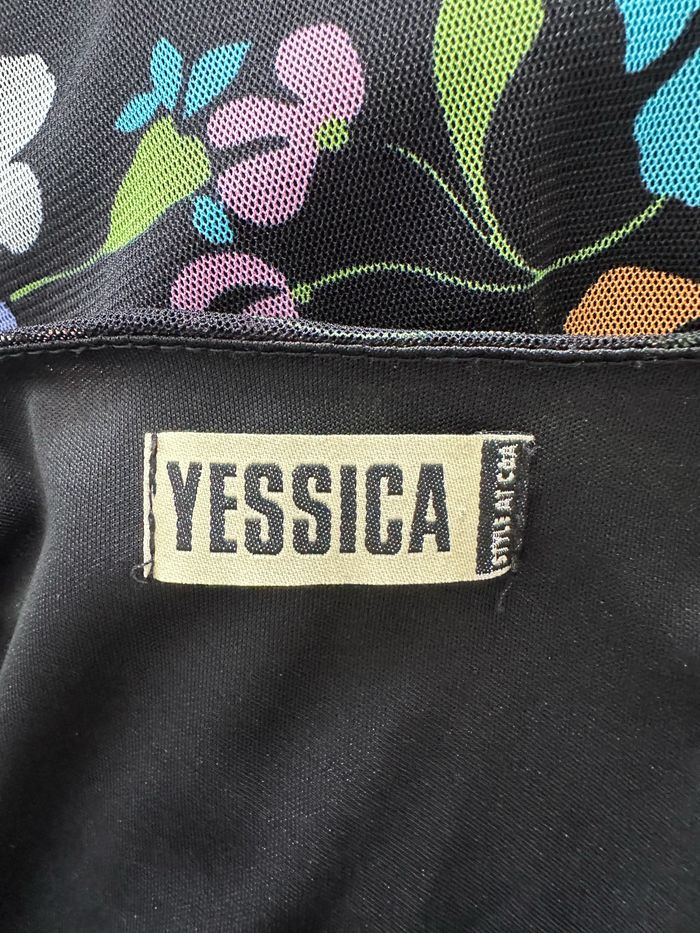 YESSICA
STYLE AT C&A